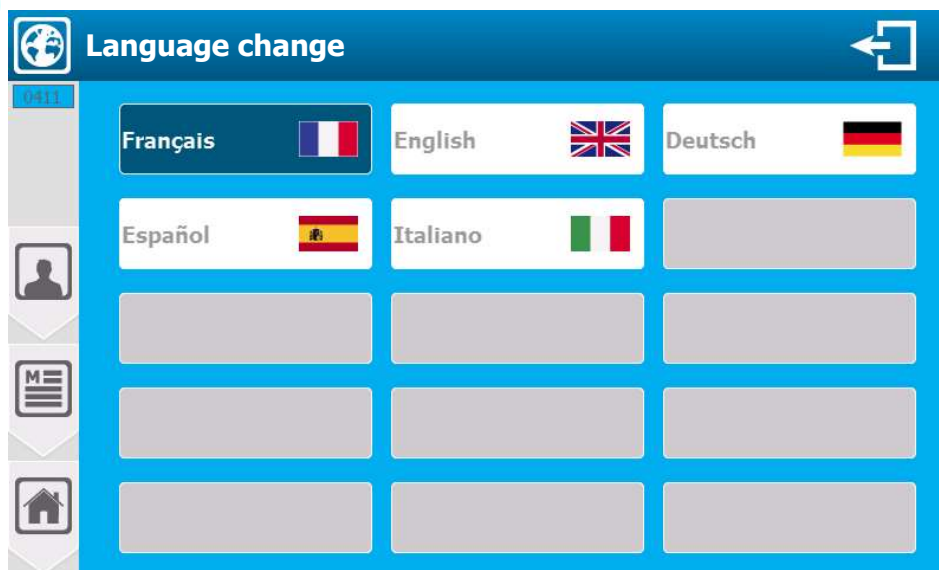 Language change
0411
Français
English
Deutsch
Español
Italiano
M